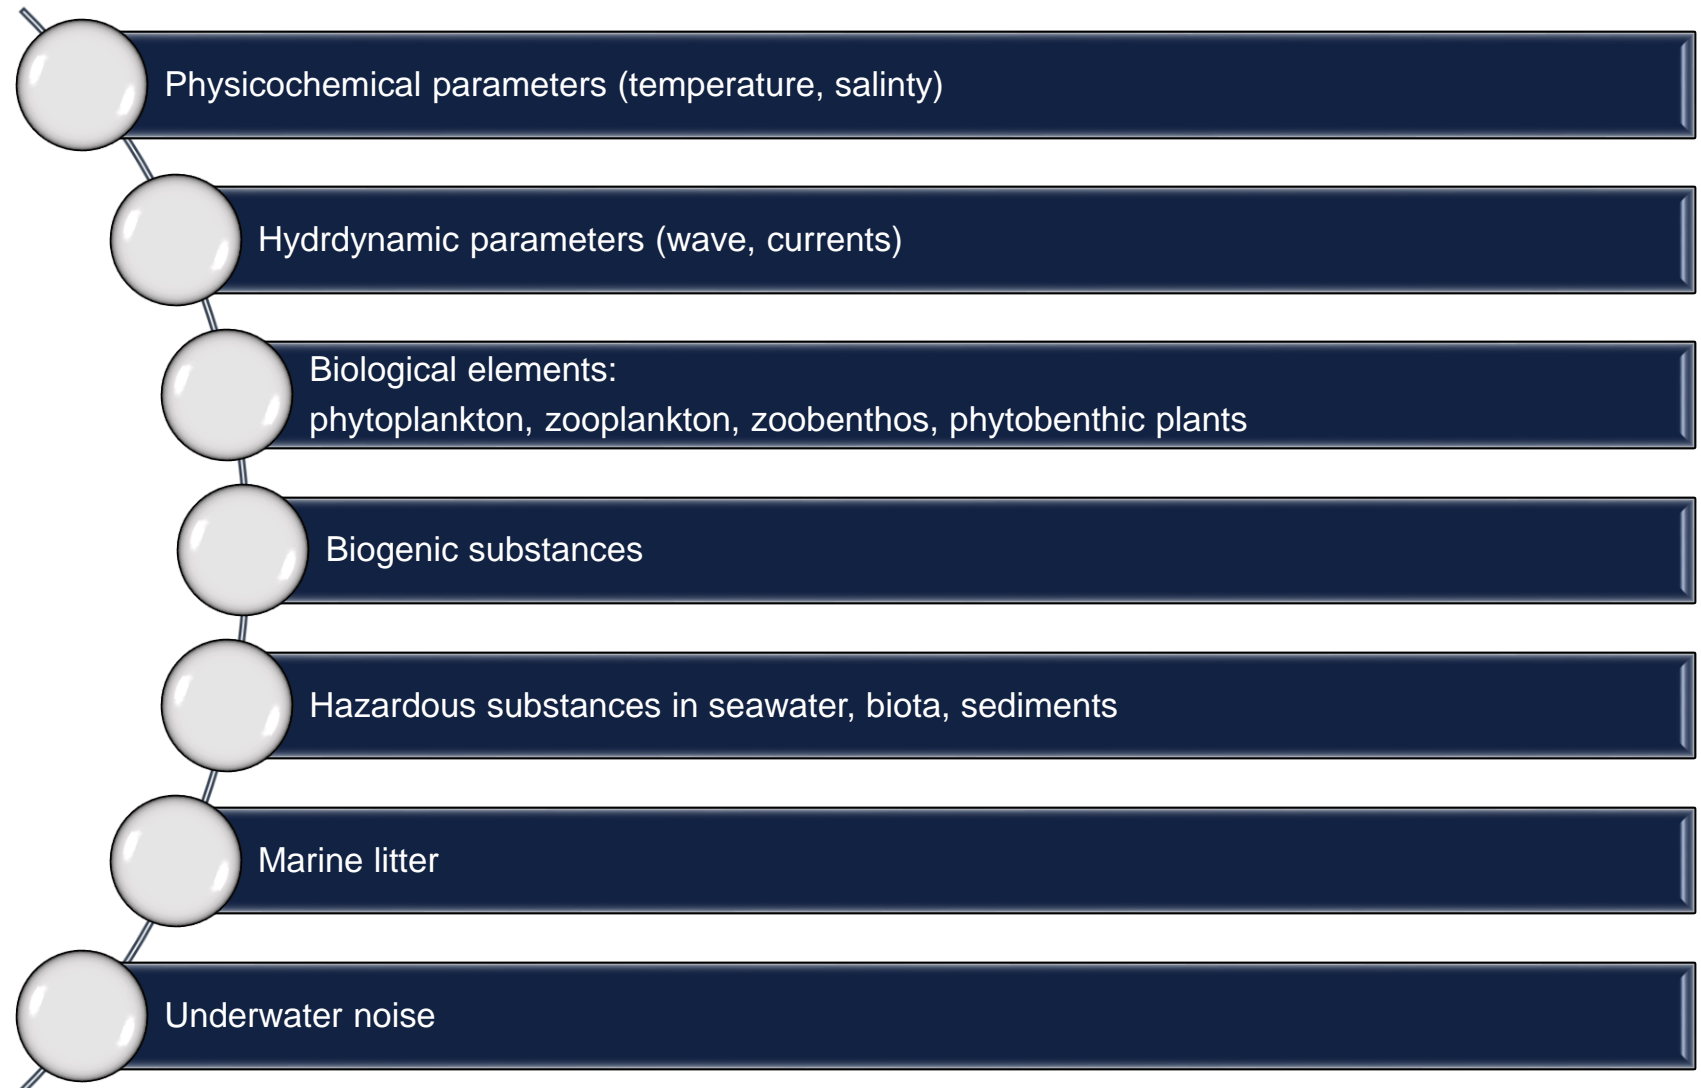 Physicochemical parameters (temperature, salinty)
Hydrdynamic parameters (wave, currents)
Biological elements:
phytoplankton, zooplankton, zoobenthos, phytobenthic plants
Biogenic substances
Hazardous substances in seawater, biota, sediments
Marine litter
Underwater noise